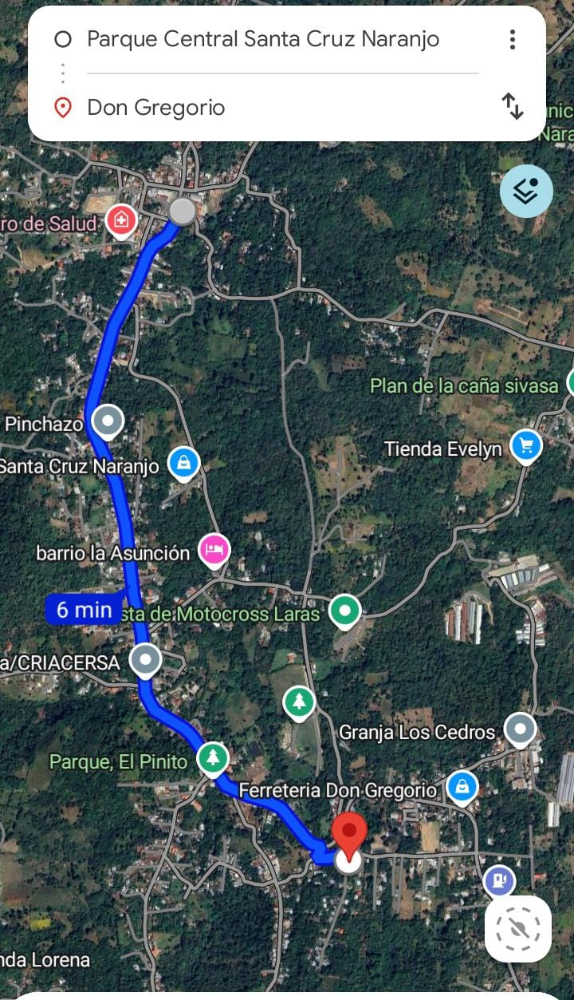 Parque Central Santa Cruz Naranjo
Don Gregorio
nic
Nara
ro de Salud
Plan de la caña sivasa
Pinchazo
Tienda Evelyn
Santa Cruz Naranjo
barrio la Asunción
6 min
sta de Motocross Laras
a/CRIACERSA
Granja Los Cedros
Parque, El Pinito
Ferreteria Don Gregorio
nda Lorena